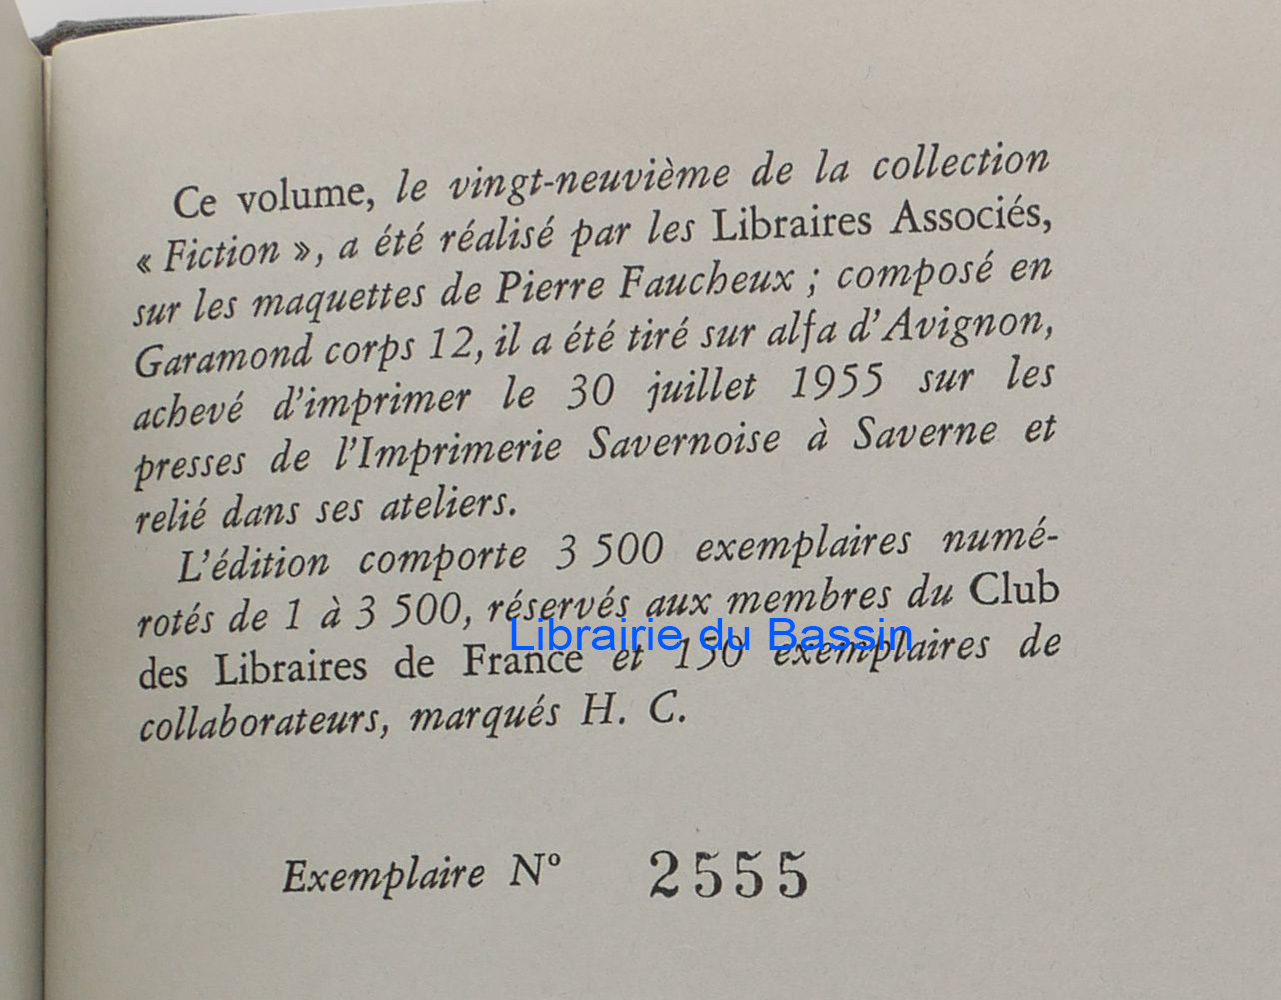 Ce volume, le vingt-neuvième de la collection
« Fiction », a été réalisé par les Libraires Associés,
sur les maquettes de Pierre Faucheux ; composé en
Garamond corps 12, il a été tiré sur alfa d'Avignon,
achevé d'imprimer le 30 juillet 1955 sur les
presses de l'Imprimerie Savernoise à Saverne et
relié dans ses ateliers.
L'édition comporte 3 500 exemplaires numé-
rotés de 1 à 3 500, réservés aux membres du Club
des Libraires de France et 150 exemplaires de
collaborateurs, marqués H. C.
Exemplaire N° 2555
Librairie du Bassin